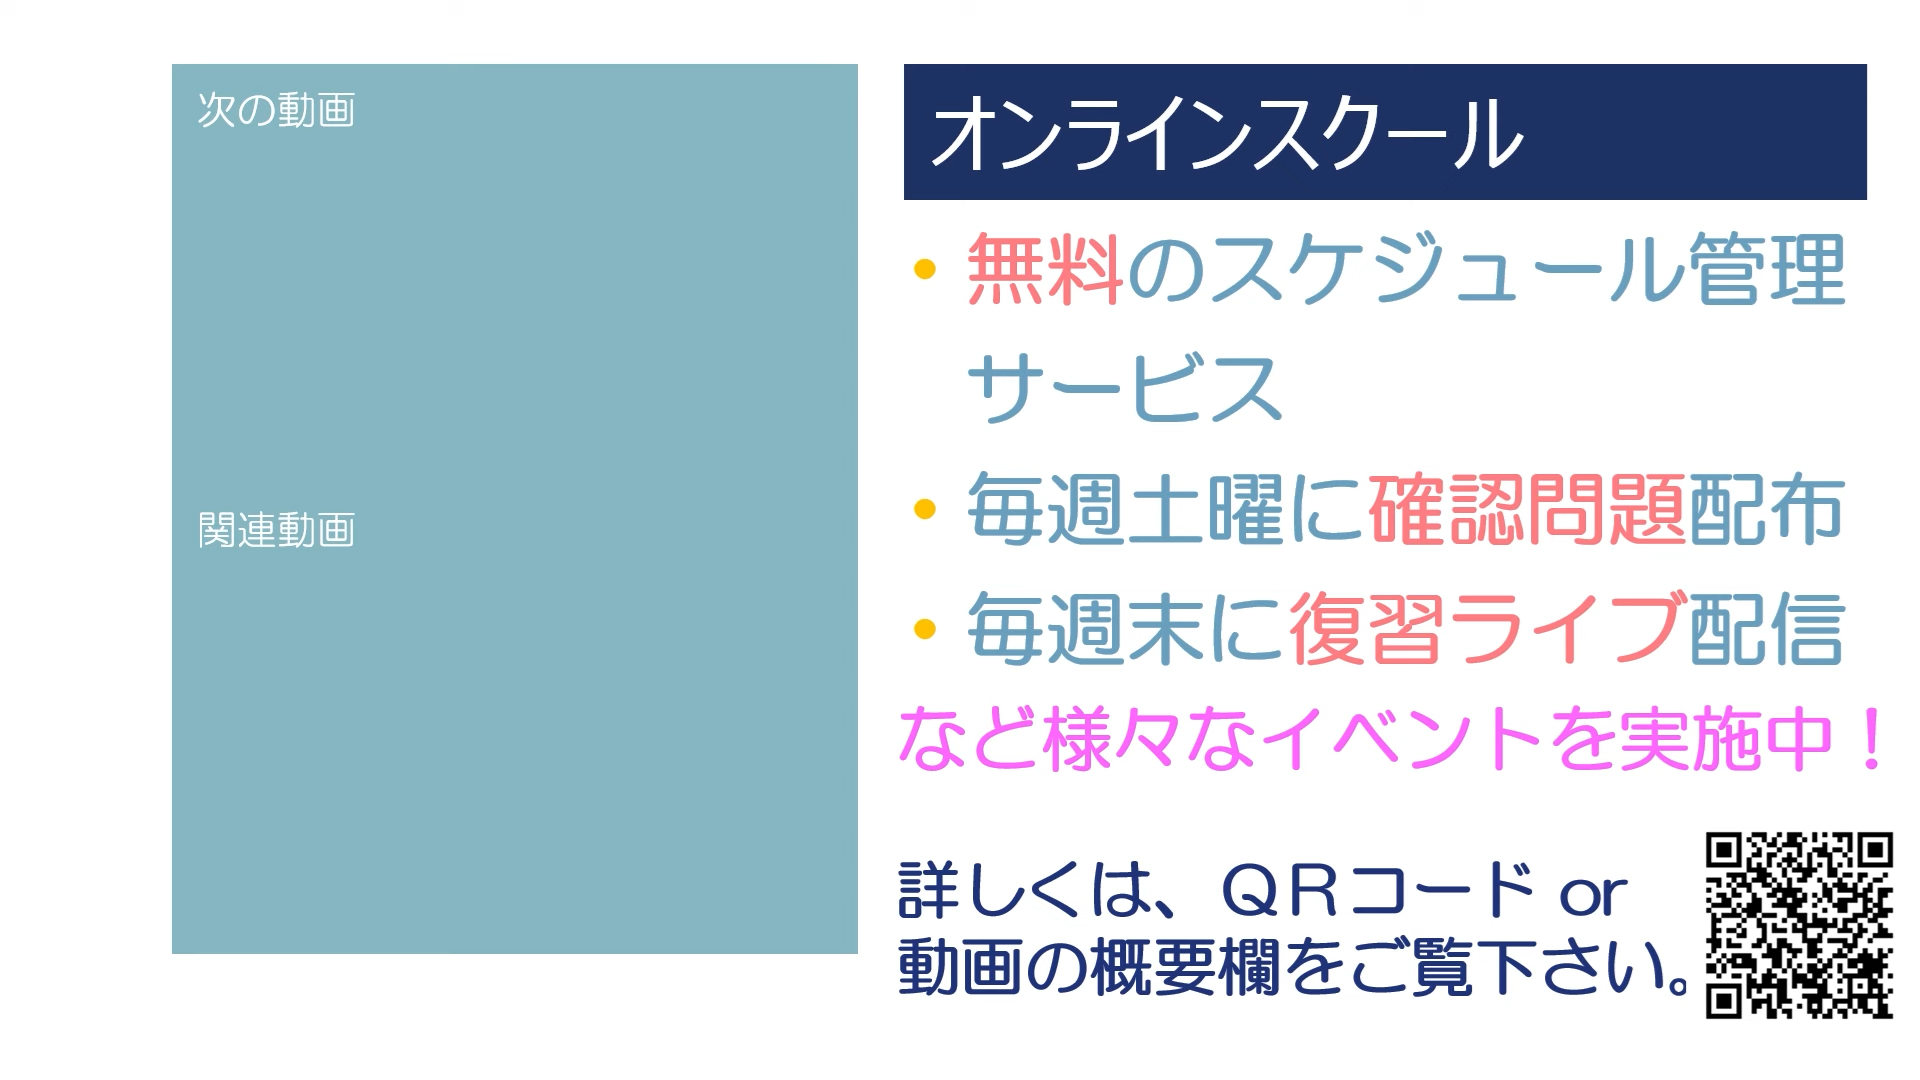 次の動画
関連動画
オンラインスクール
• 無料のスケジュール管理
サービス
• 毎週土曜に確認問題配布
• 毎週末に復習ライブ配信
など様々なイベントを実施中！
詳しくは、ＱＲコード or
動画の概要欄をご覧下さい。